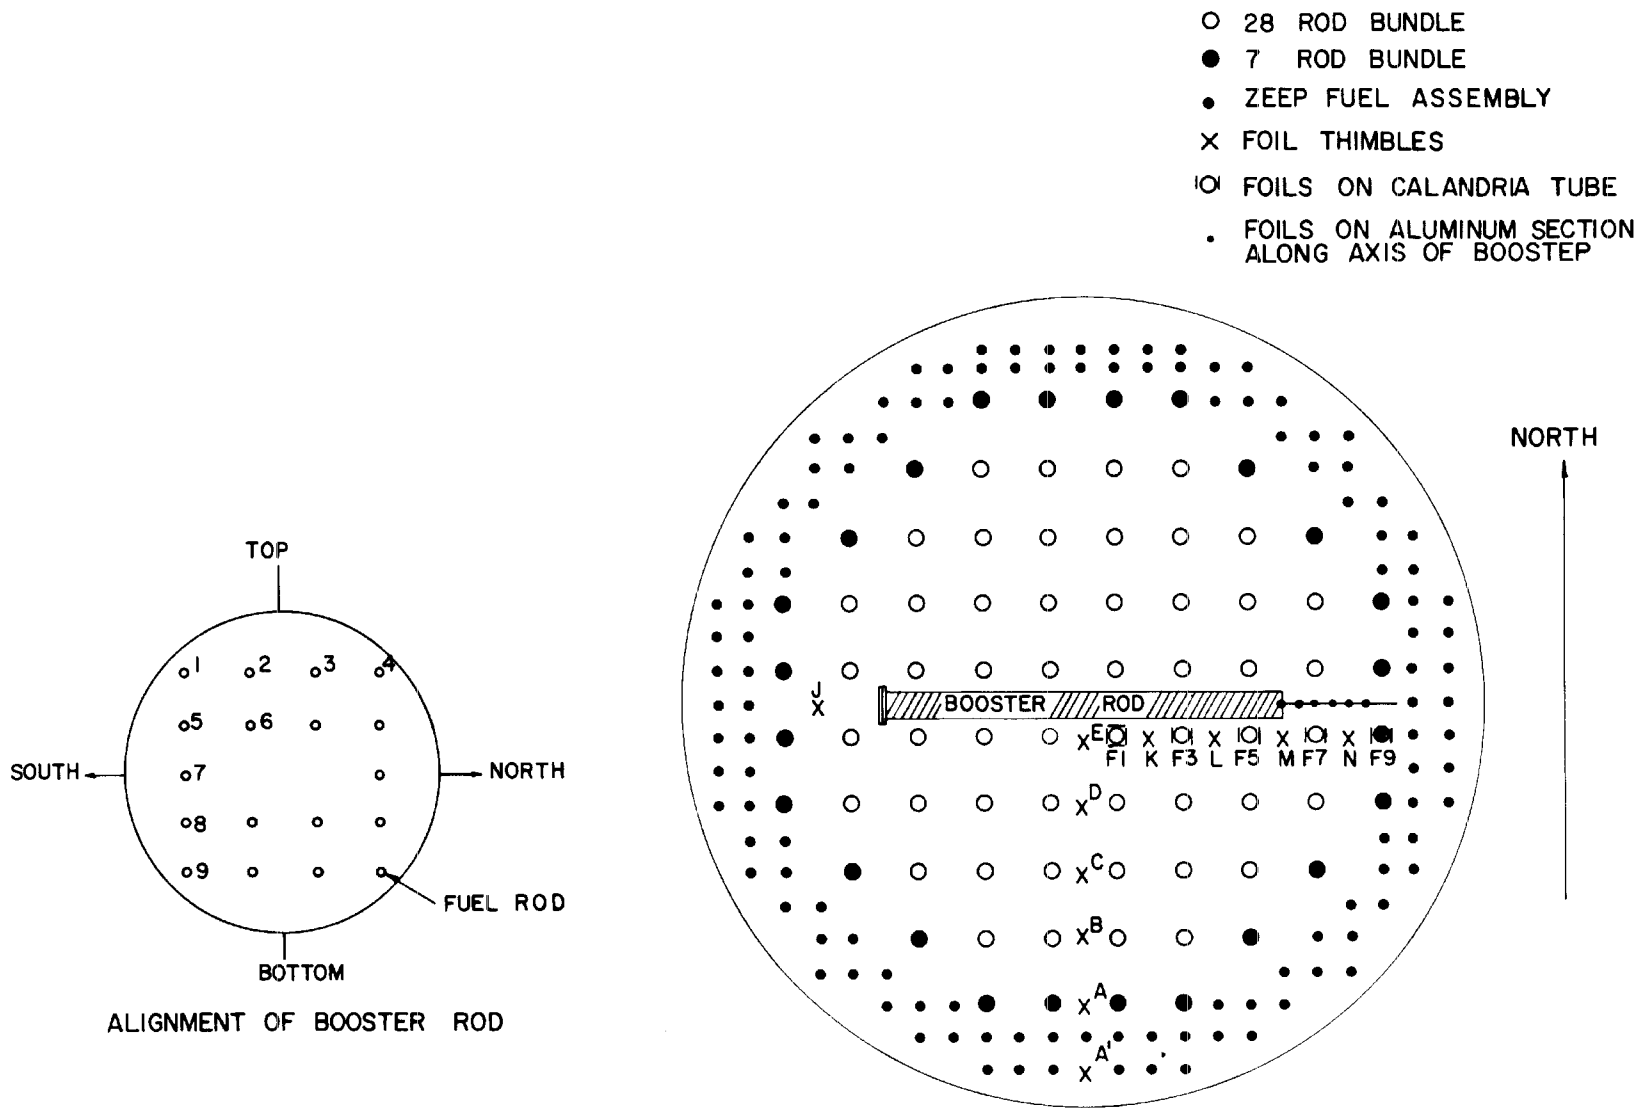 28 ROD BUNDLE
7 ROD BUNDLE
ZEEP FUEL ASSEMBLY
X FOIL THIMBLES
FOILS ON CALANDRIA TUBE
FOILS ON ALUMINUM SECTION
ALONG AXIS OF BOOSTEP
NORTH
TOP
1 2 3 4
5 6
SOUTH
7
NORTH
8
9
FUEL ROD
BOTTOM
ALIGNMENT OF BOOSTER ROD
J
X
BOOSTER ROD
X E X X X X
F1 K F3 L F5 M F7 N F9
X D
X C
X B
X A
X A'